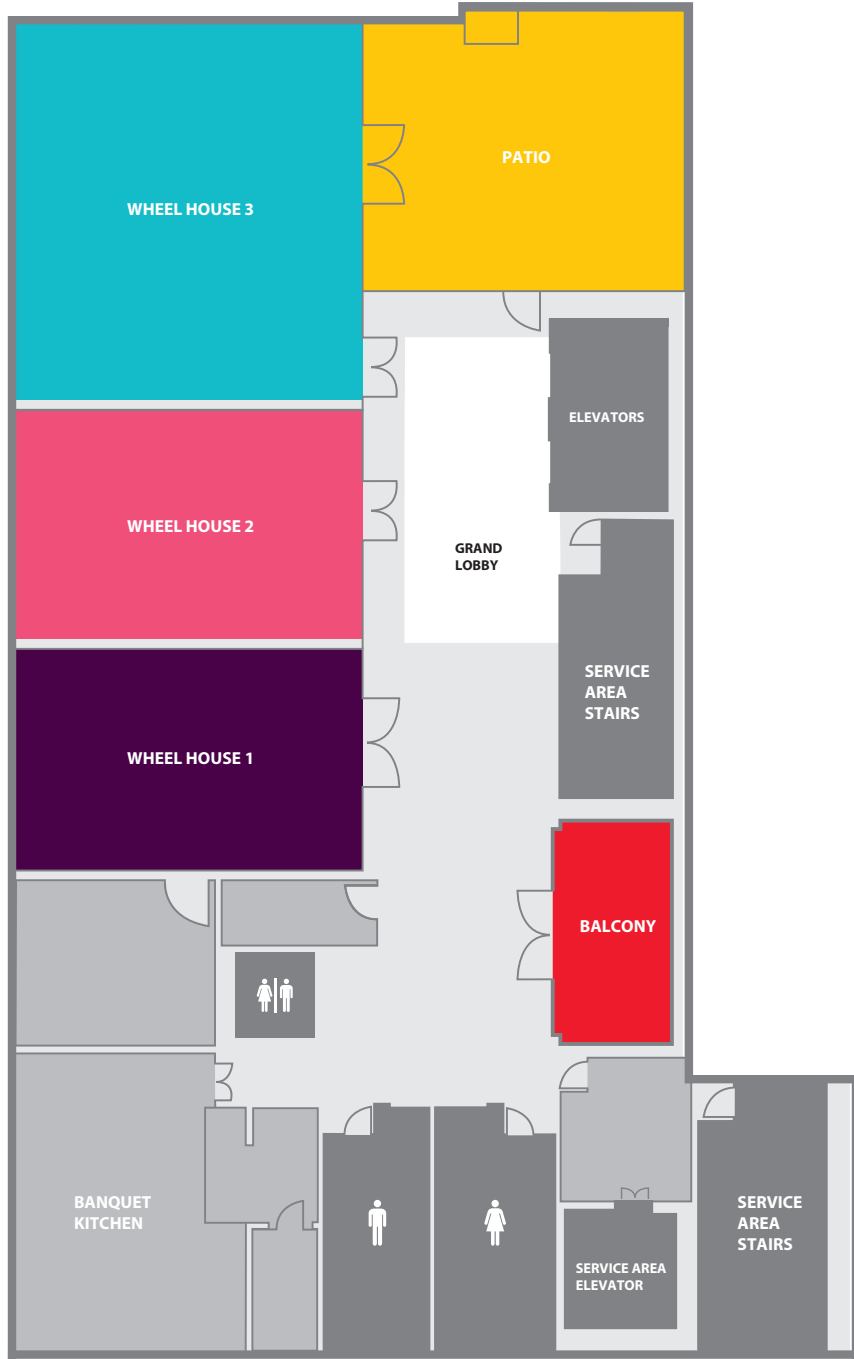 PATIO
WHEEL HOUSE 3
ELEVATORS
WHEEL HOUSE 2
GRAND
LOBBY
SERVICE
AREA
STAIRS
WHEEL HOUSE 1
BALCONY
BANQUET
KITCHEN
SERVICE
AREA
STAIRS
SERVICE AREA
ELEVATOR